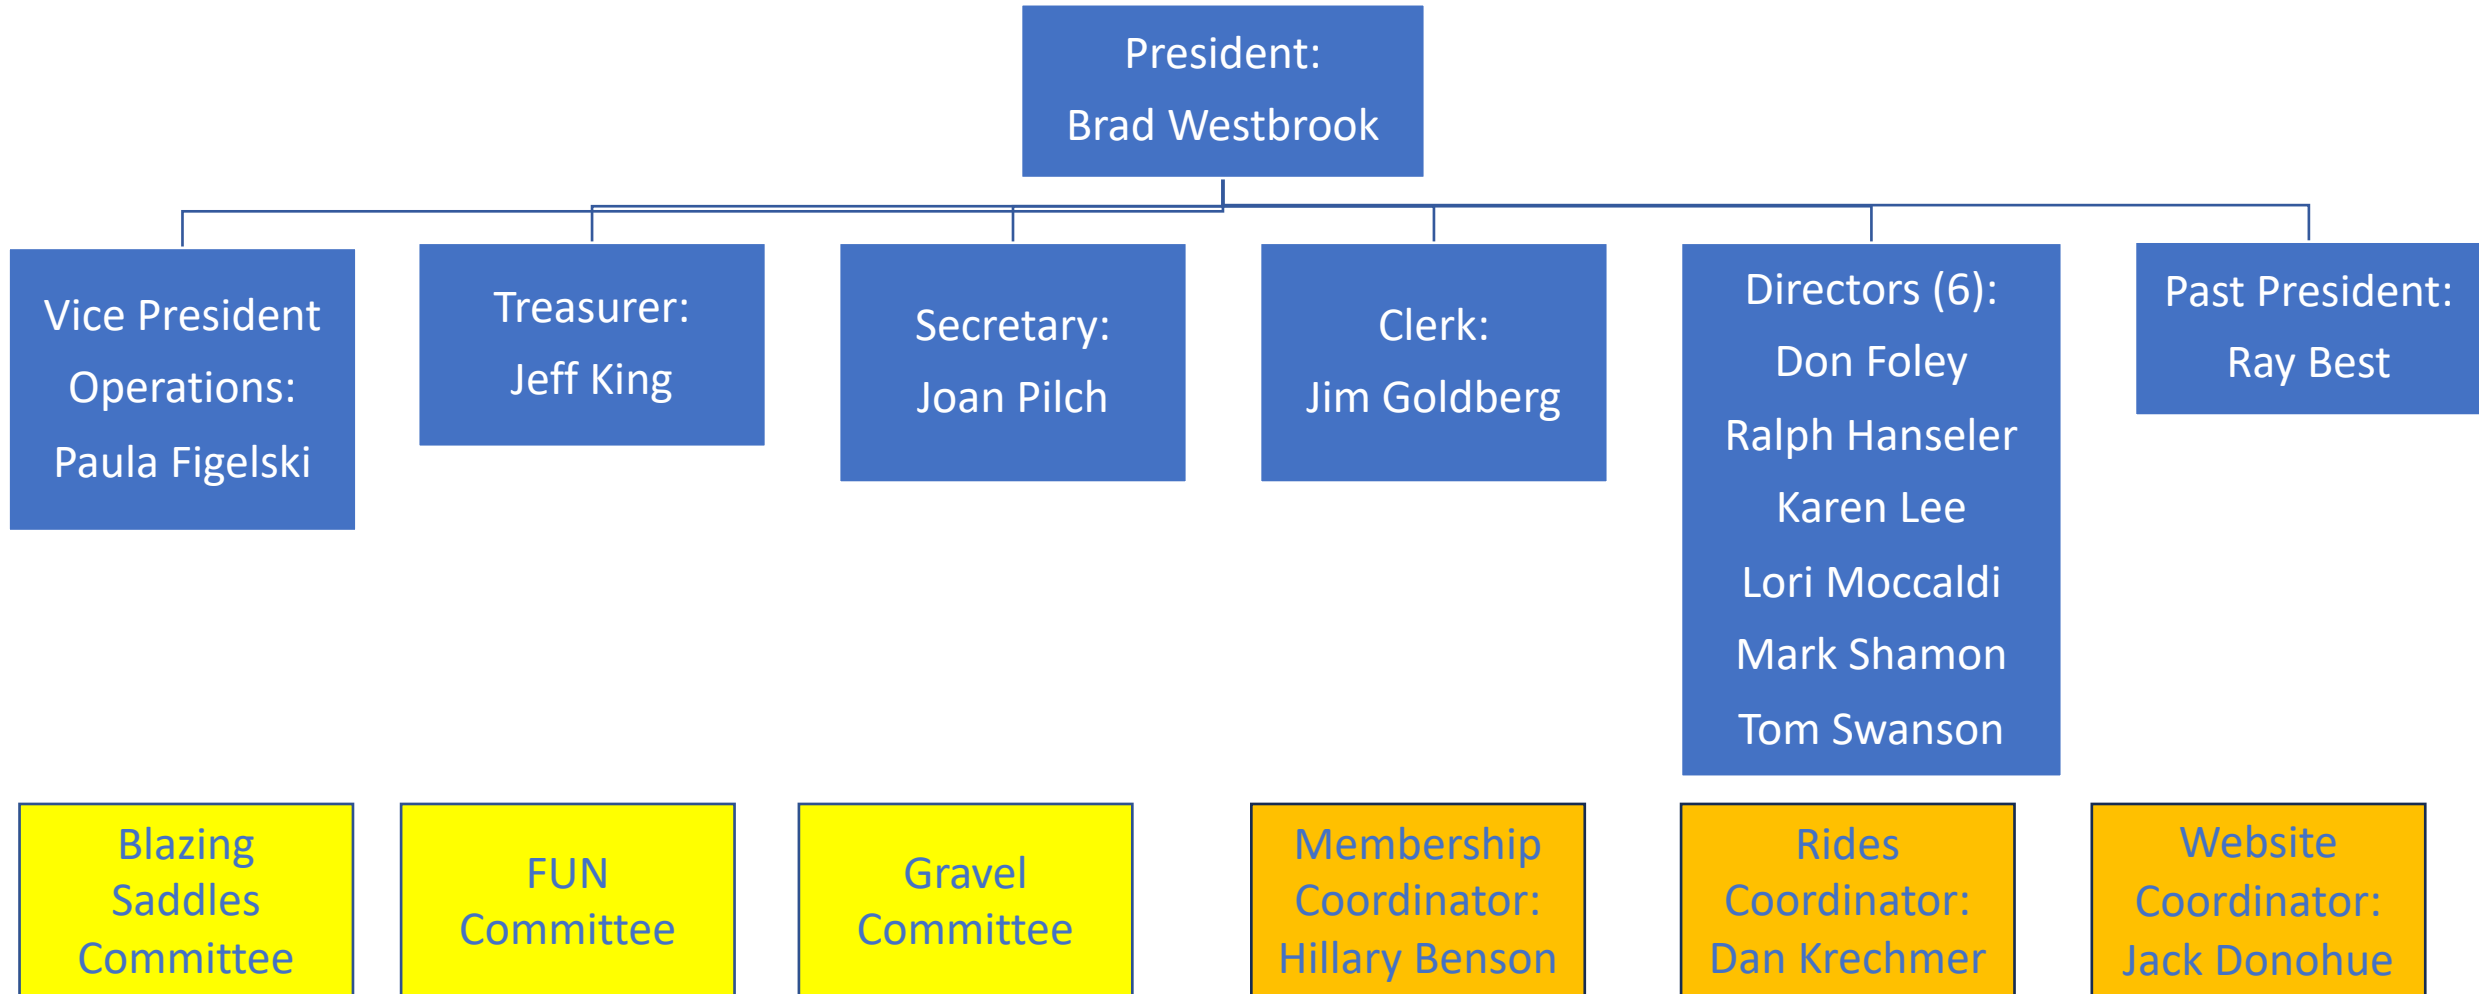 President:
Brad Westbrook
Vice President
Operations:
Paula Figelski
Treasurer:
Jeff King
Secretary:
Joan Pilch
Clerk:
Jim Goldberg
Directors (6):
Don Foley
Ralph Hanseler
Karen Lee
Lori Moccaldi
Mark Shamon
Tom Swanson
Past President:
Ray Best
Blazing
Saddles
Committee
FUN
Committee
Gravel
Committee
Membership
Coordinator:
Hillary Benson
Rides
Coordinator:
Dan Krechmer
Website
Coordinator:
Jack Donohue